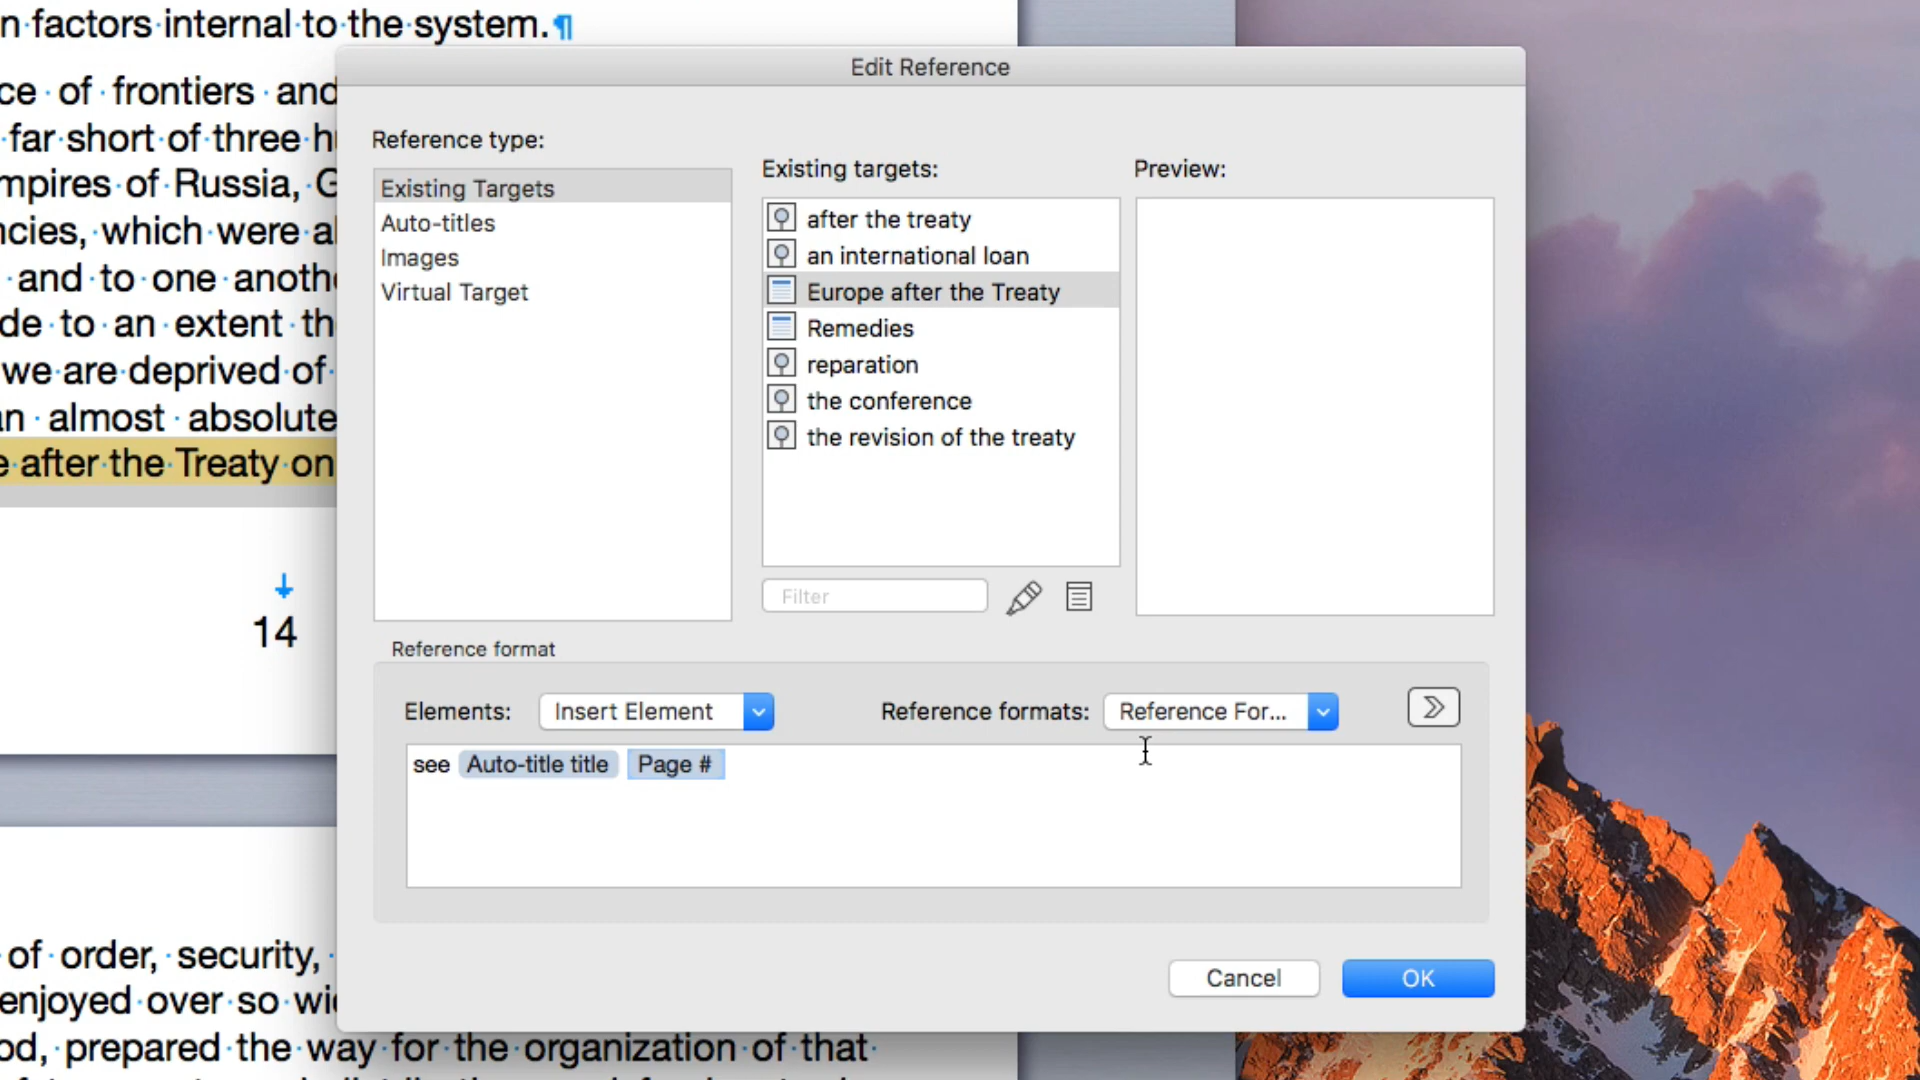 n factors internal to the system. ¶
Edit Reference
ce of frontiers and
far short of three h
mpires of Russia, G
ncies, which were al
and to one anoth
de to an extent th
we are deprived of
an almost absolute
e after the Treaty on
14
of order, security,
enjoyed over so wi
od, prepared the way for the organization of that
Reference type:
Existing Targets
Auto-titles
Images
Virtual Target
Existing targets:
after the treaty
an international loan
Europe after the Treaty
Remedies
reparation
the conference
the revision of the treaty
Filter
Preview:
Reference format
Elements: Insert Element
Reference formats: Reference For...
see Auto-title title Page #
Cancel
OK